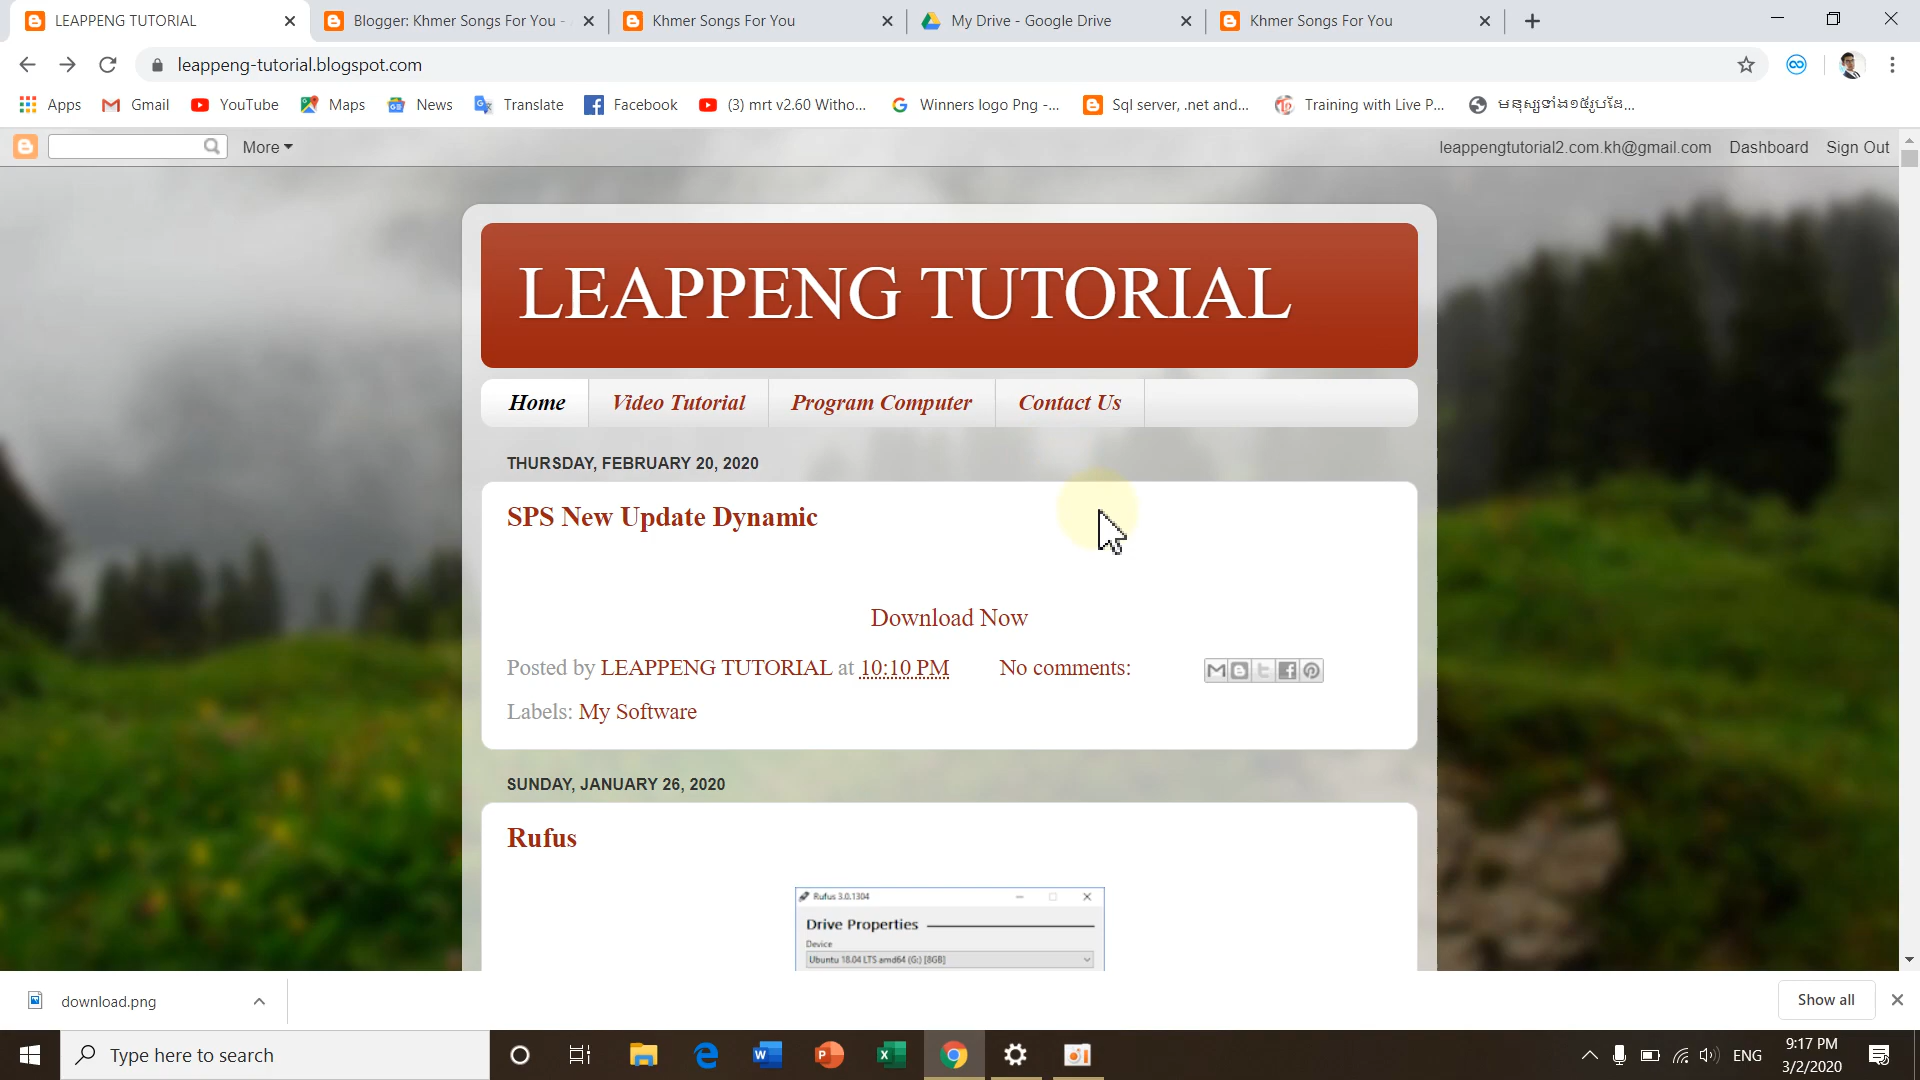 LEAPPENG TUTORIAL
Blogger: Khmer Songs For You -
Khmer Songs For You
My Drive - Google Drive
Khmer Songs For You
leappeng-tutorial.blogspot.com
Apps
Gmail
YouTube
Maps
News
Translate
Facebook
(3) mrt v2.60 Witho...
Winners logo Png -...
Sql server, .net and...
Training with Live P...
More
leappengtutorial2.com.kh@gmail.com
Dashboard
Sign Out
LEAPPENG TUTORIAL
Home
Video Tutorial
Program Computer
Contact Us
THURSDAY, FEBRUARY 20, 2020
SPS New Update Dynamic
Download Now
Posted by LEAPPENG TUTORIAL at 10:10 PM
No comments:
Labels: My Software
SUNDAY, JANUARY 26, 2020
Rufus
Rufus 3.0.1304
Drive Properties
Device
Ubuntu 18.04 LTS amd64 (G:) [8GB]
download.png
Show all
Type here to search
ENG
9:17 PM
3/2/2020